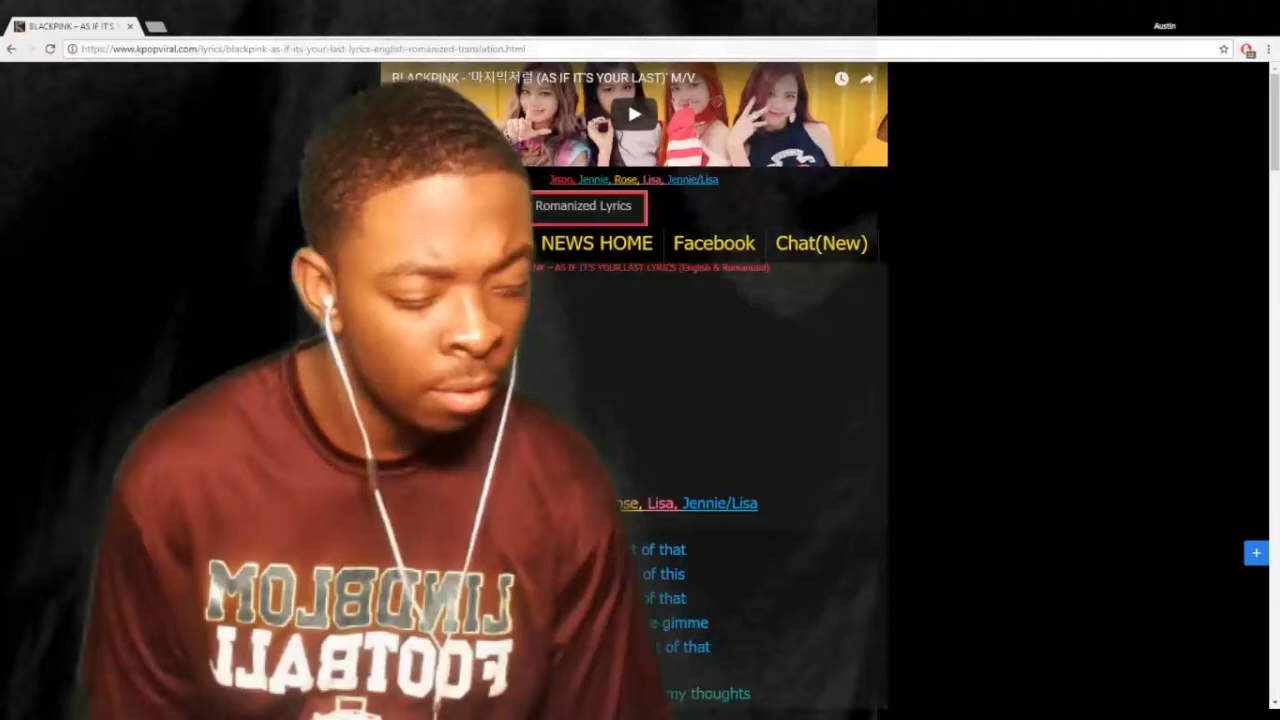 BLACKPINK – AS IF IT'S
Austin
https://www.kpopviral.com/lyrics/blackpink-as-if-its-your-last-lyrics-english-romanized-translation.html
BLACKPINK - '마지막처럼 (AS IF IT'S YOUR LAST)' M/V
Jisoo, Jennie, Rose, Lisa, Jennie/Lisa
Romanized Lyrics
NEWS HOME Facebook Chat(New)
– AS IF IT'S YOUR LAST LYRICS (English & Romanized)
Lisa, Jennie/Lisa
of that
of this
of that
gimme
of that
my thoughts
LINDBLOM
FOOTBALL